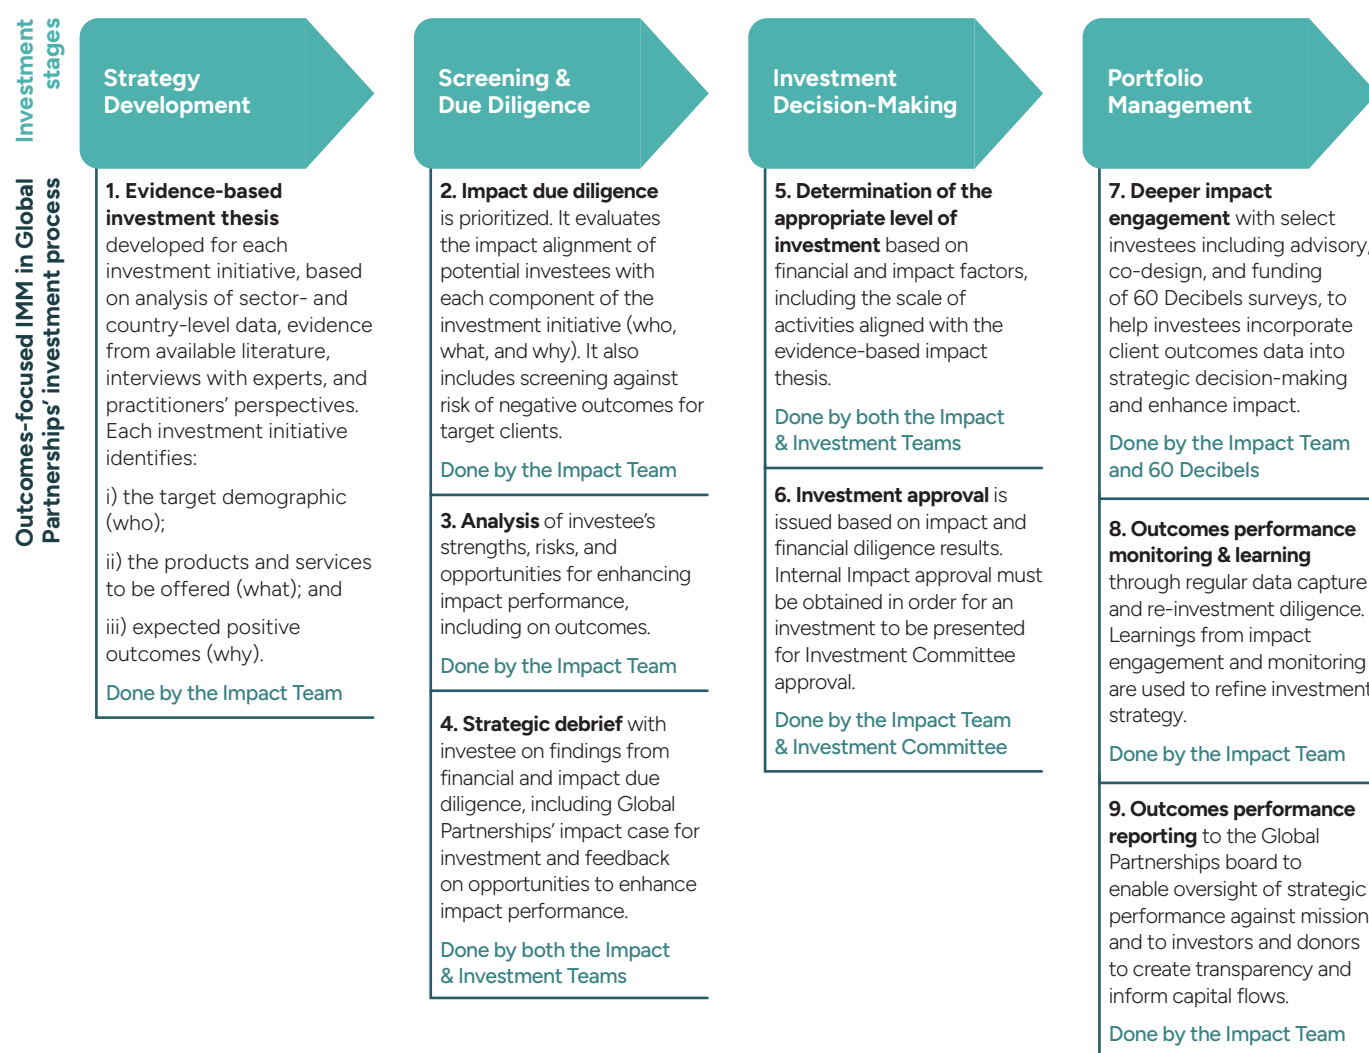 Investment
stages
Outcomes-focused IMM in Global
Partnerships’ investment process
Strategy
Development
1. Evidence-based
investment thesis
developed for each
investment initiative, based
on analysis of sector- and
country-level data, evidence
from available literature,
interviews with experts, and
practitioners’ perspectives.
Each investment initiative
identifies:
i) the target demographic
(who);
ii) the products and services
to be offered (what); and
iii) expected positive
outcomes (why).
Done by the Impact Team
Screening &
Due Diligence
2. Impact due diligence
is prioritized. It evaluates
the impact alignment of
potential investees with
each component of the
investment initiative (who,
what, and why). It also
includes screening against
risk of negative outcomes for
target clients.
Done by the Impact Team
3. Analysis of investee’s
strengths, risks, and
opportunities for enhancing
impact performance,
including on outcomes.
Done by the Impact Team
4. Strategic debrief with
investee on findings from
financial and impact due
diligence, including Global
Partnerships’ impact case for
investment and feedback
on opportunities to enhance
impact performance.
Done by both the Impact
& Investment Teams
Investment
Decision-Making
5. Determination of the
appropriate level of
investment based on
financial and impact factors,
including the scale of
activities aligned with the
evidence-based impact
thesis.
Done by both the Impact
& Investment Teams
6. Investment approval is
issued based on impact and
financial diligence results.
Internal Impact approval must
be obtained in order for an
investment to be presented
for Investment Committee
approval.
Done by the Impact Team
& Investment Committee
Portfolio
Management
7. Deeper impact
engagement with select
investees including advisory,
co-design, and funding
of 60 Decibels surveys, to
help investees incorporate
client outcomes data into
strategic decision-making
and enhance impact.
Done by the Impact Team
and 60 Decibels
8. Outcomes performance
monitoring & learning
through regular data capture
and re-investment diligence.
Learnings from impact
engagement and monitoring
are used to refine investment
strategy.
Done by the Impact Team
9. Outcomes performance
reporting to the Global
Partnerships board to
enable oversight of strategic
performance against mission
and to investors and donors
to create transparency and
inform capital flows.
Done by the Impact Team